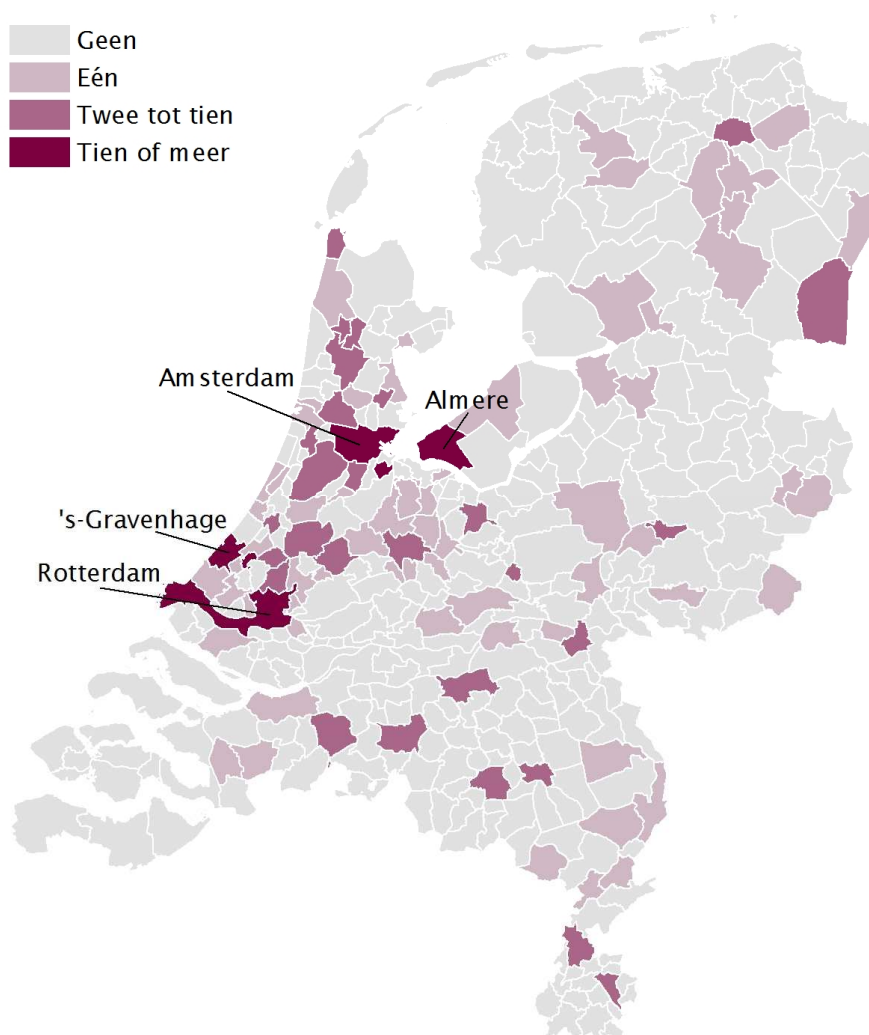 Geen
Eén
Twee tot tien
Tien of meer
Amsterdam
Almere
's-Gravenhage
Rotterdam